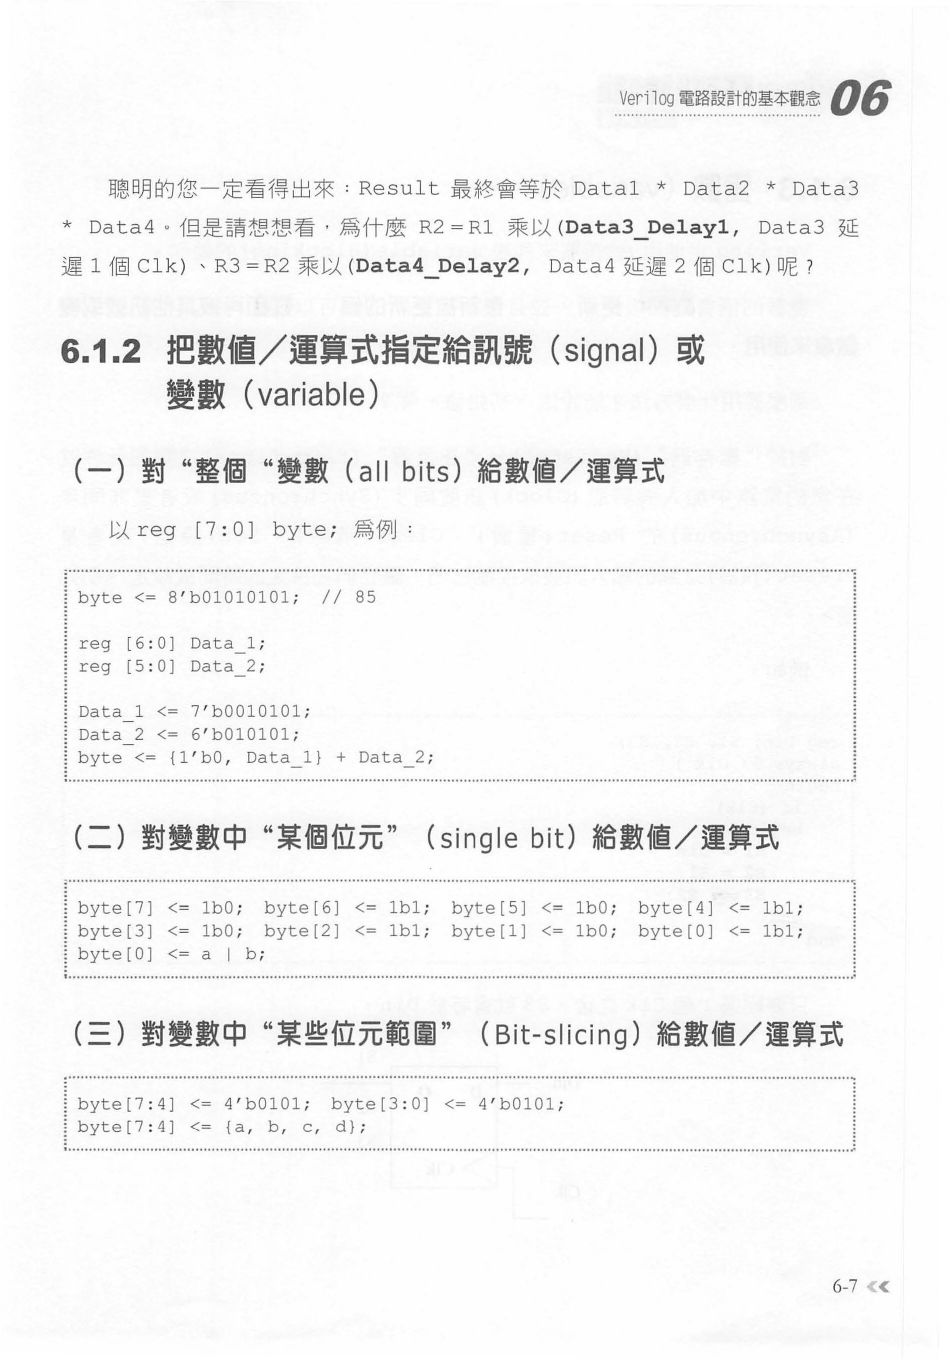 Verilog 電路設計的基本觀念 06
聰明的您一定看得出來：Result 最終會等於 Data1 * Data2 * Data3
* Data4。但是請想想看，為什麼 R2=R1 乘以(Data3_Delay1, Data3 延
遲 1 個 Clk)、R3=R2 乘以(Data4_Delay2, Data4 延遲 2 個 Clk)呢？
6.1.2 把數值／運算式指定給訊號（signal）或
變數（variable）
（一）對“整個“變數（all bits）給數值／運算式
以 reg [7:0] byte; 為例：
byte <= 8'b01010101; // 85
reg [6:0] Data_1;
reg [5:0] Data_2;
Data_1 <= 7'b0010101;
Data_2 <= 6'b010101;
byte <= {1'b0, Data_1} + Data_2;
（二）對變數中“某個位元”（single bit）給數值／運算式
byte[7] <= 1b0; byte[6] <= 1b1; byte[5] <= 1b0; byte[4] <= 1b1;
byte[3] <= 1b0; byte[2] <= 1b1; byte[1] <= 1b0; byte[0] <= 1b1;
byte[0] <= a | b;
（三）對變數中“某些位元範圍”（Bit-slicing）給數值／運算式
byte[7:4] <= 4'b0101; byte[3:0] <= 4'b0101;
byte[7:4] <= {a, b, c, d};
6-7